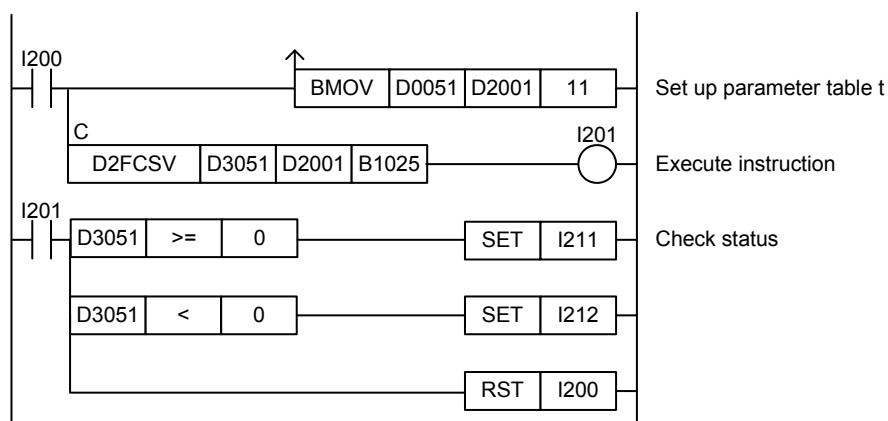 I200
BMOV D0051 D2001 11 Set up parameter table t
C I201
D2FCSV D3051 D2001 B1025 Execute instruction
I201
D3051 >= 0 SET I211 Check status
D3051 < 0 SET I212
RST I200